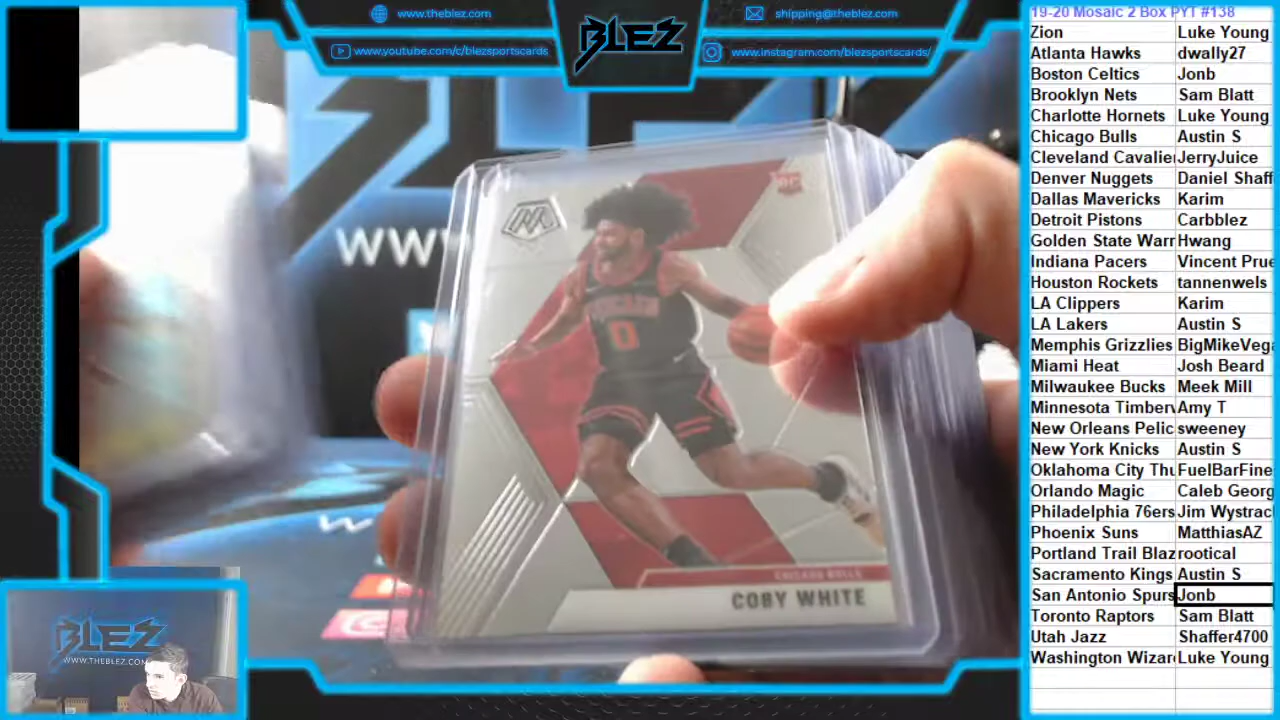 www.theblez.com
www.youtube.com/c/blezsportscards
BLEZ
shipping@theblez.com
www.instagram.com/blezsportscards/
19-20 Mosaic 2 Box PYT #138
Zion Luke Young
Atlanta Hawks dwally27
Boston Celtics Jonb
Brooklyn Nets Sam Blatt
Charlotte Hornets Luke Young
Chicago Bulls Austin S
Cleveland Cavalie JerryJuice
Denver Nuggets Daniel Shaff
Dallas Mavericks Karim
Detroit Pistons Carbblez
Golden State Warr Hwang
Indiana Pacers Vincent Prue
Houston Rockets tannenwels
LA Clippers Karim
LA Lakers Austin S
Memphis Grizzlies BigMikeVega
Miami Heat Josh Beard
Milwaukee Bucks Meek Mill
Minnesota Timberv Amy T
New Orleans Pelic sweeney
New York Knicks Austin S
Oklahoma City Thu FuelBarFine
Orlando Magic Caleb Georg
Philadelphia 76ers Jim Wystrac
Phoenix Suns MatthiasAZ
Portland Trail Blaz rootical
Sacramento Kings Austin S
San Antonio Spurs Jonb
Toronto Raptors Sam Blatt
Utah Jazz Shaffer4700
Washington Wizar Luke Young
WWW
RC
CHICAGO
0
CHICAGO BULLS
COBY WHITE
BLEZ
WWW.THEBLEZ.COM